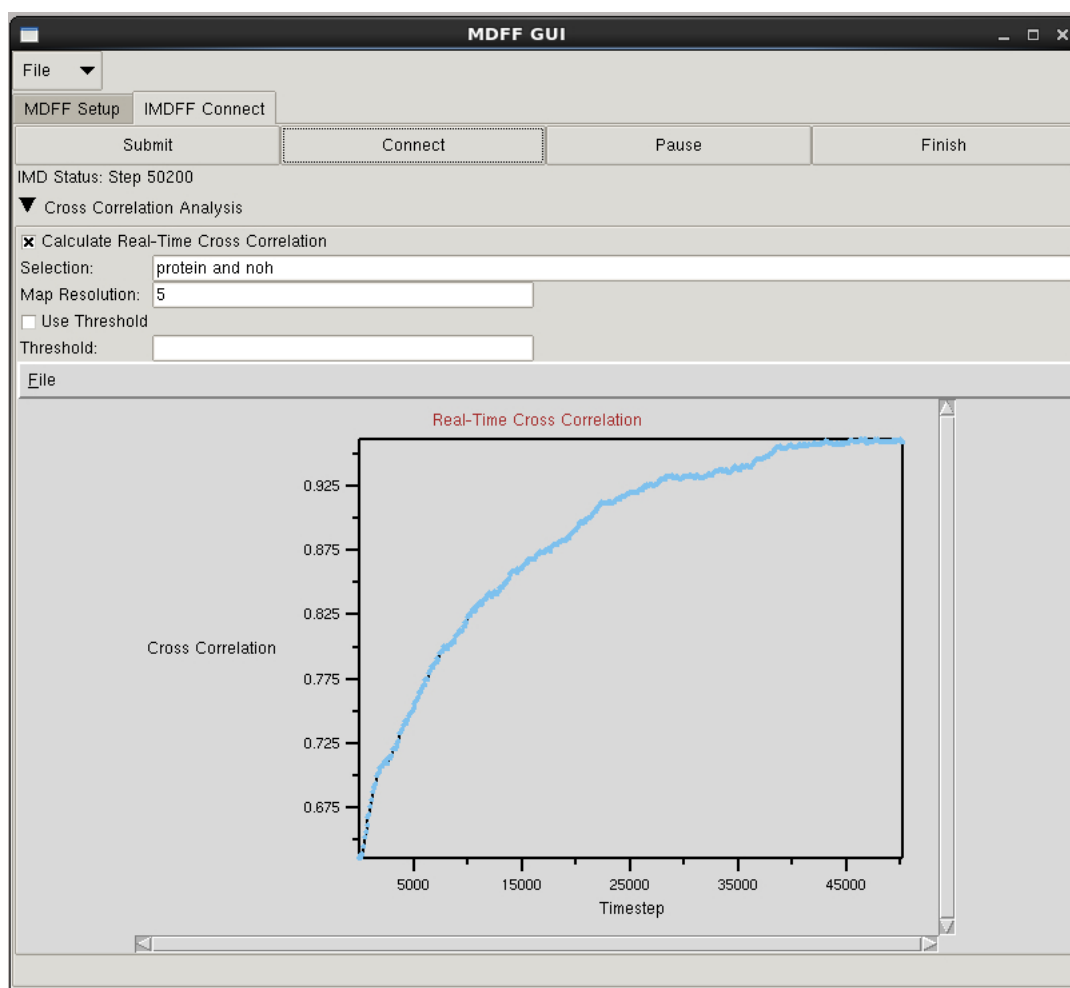 MDFF GUI
File
MDFF Setup IMDFF Connect
Submit Connect Pause Finish
IMD Status: Step 50200
Cross Correlation Analysis
Calculate Real-Time Cross Correlation
Selection: protein and noh
Map Resolution: 5
Use Threshold
Threshold:
File
Real-Time Cross Correlation
0.925
0.875
0.825
Cross Correlation
0.775
0.725
0.675
5000 15000 25000 35000 45000
Timestep